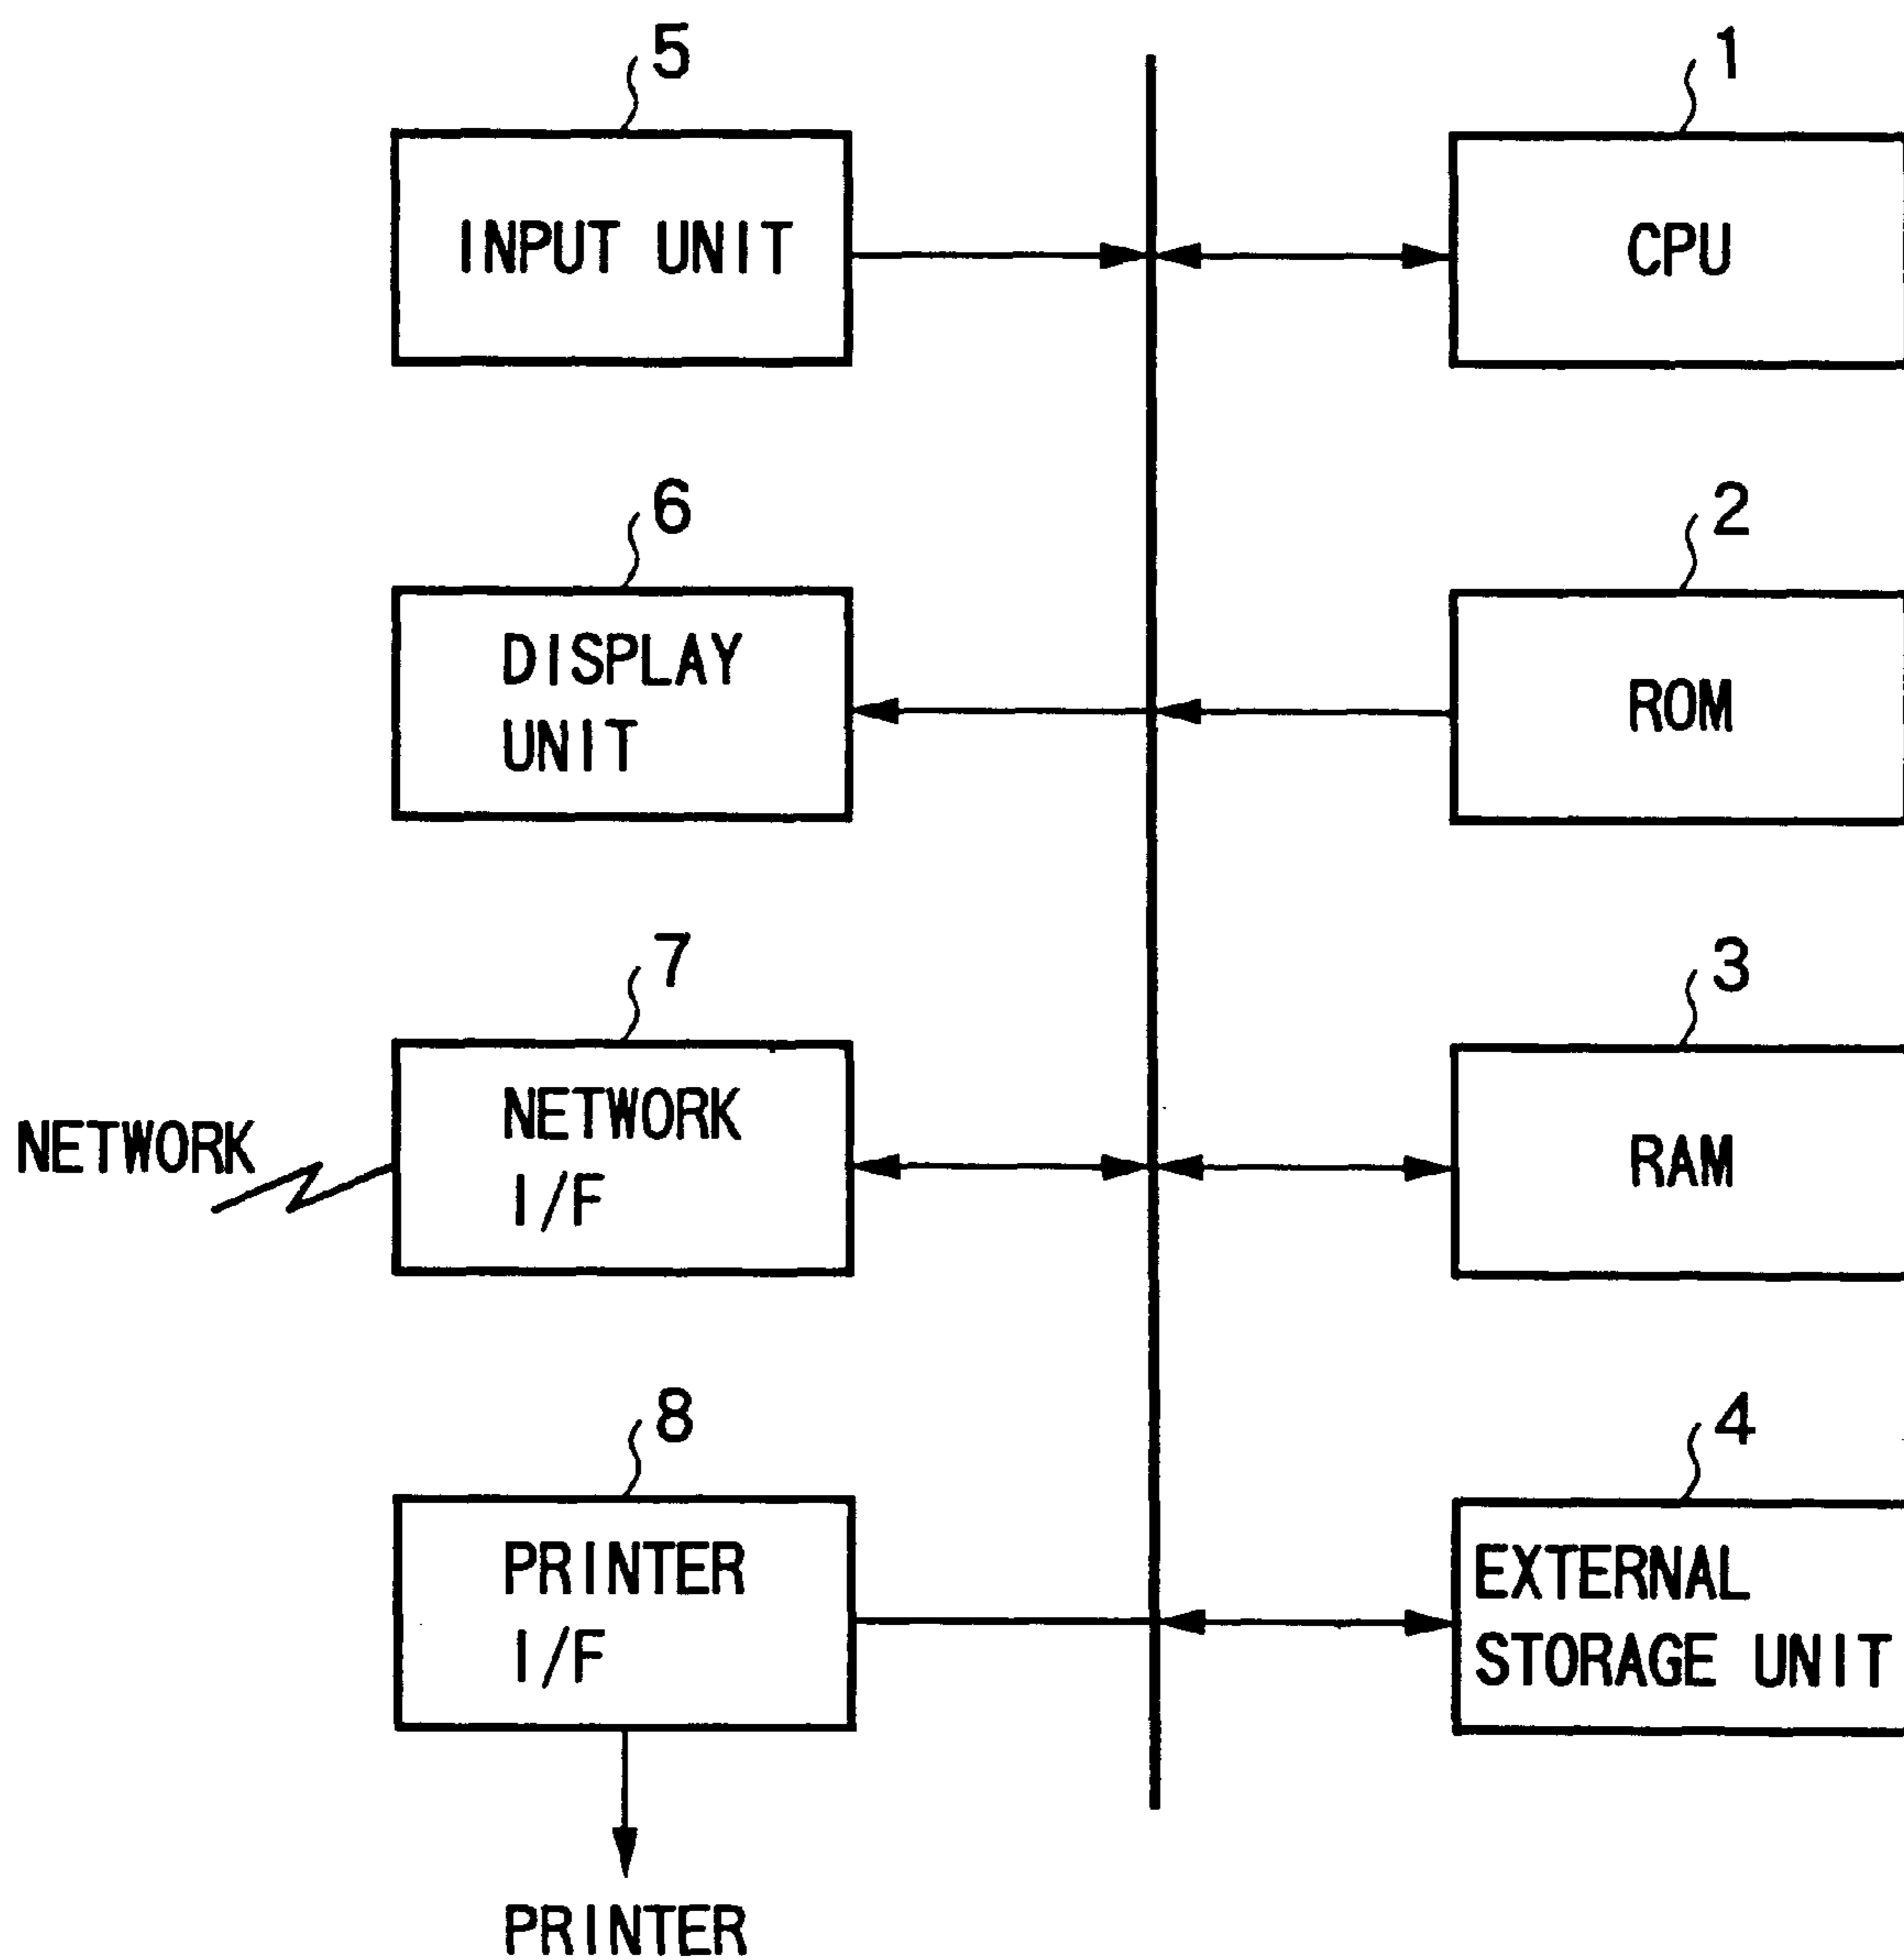 5
1
INPUT UNIT
CPU
6
2
DISPLAY
UNIT
ROM
7
3
NETWORK
NETWORK
I/F
RAM
8
4
PRINTER
I/F
EXTERNAL
STORAGE UNIT
PRINTER